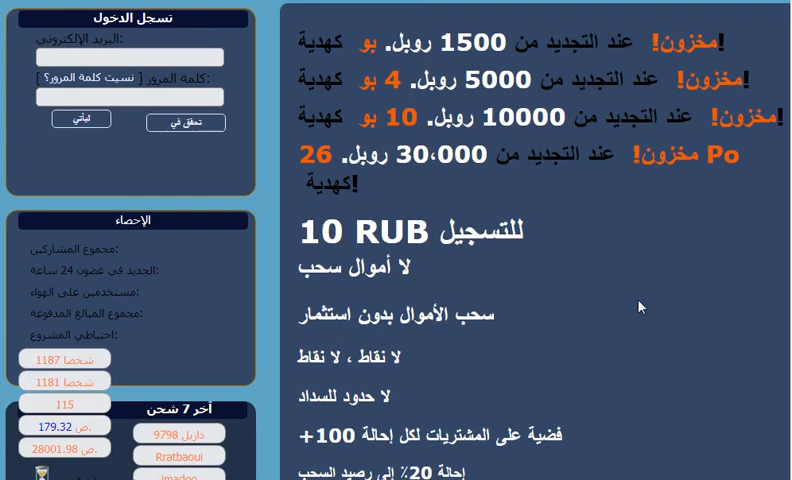 تسجل الدخول
البريد الإلكتروني:
كلمة المرور [ نسيت كلمة المرور؟ ]:
تحقق في
ليأتي
الإحصاء
مجموع المشاركين:
الجديد في غضون 24 ساعة:
مستخدمين على الهواء:
مجموع المبالغ المدفوعة:
احتياطي المشروع:
1187 شخصا
1181 شخصا
115
179.32 ص.
28001.98 ص.
آخر 7 شحن
داريل 9798
Rratbaoui
imadoo
مخزون! عند التجديد من 1500 روبل. بو كهدية!
مخزون! عند التجديد من 5000 روبل. 4 بو كهدية!
مخزون! عند التجديد من 10000 روبل. 10 بو كهدية!
Po مخزون! عند التجديد من 30،000 روبل. 26
كهدية!
10 RUB للتسجيل
لا أموال سحب
سحب الأموال بدون استثمار
لا نقاط ، لا نقاط
لا حدود للسداد
+100 فضية على المشتريات لكل إحالة
إحالة 20٪ إلى رصيد السحب